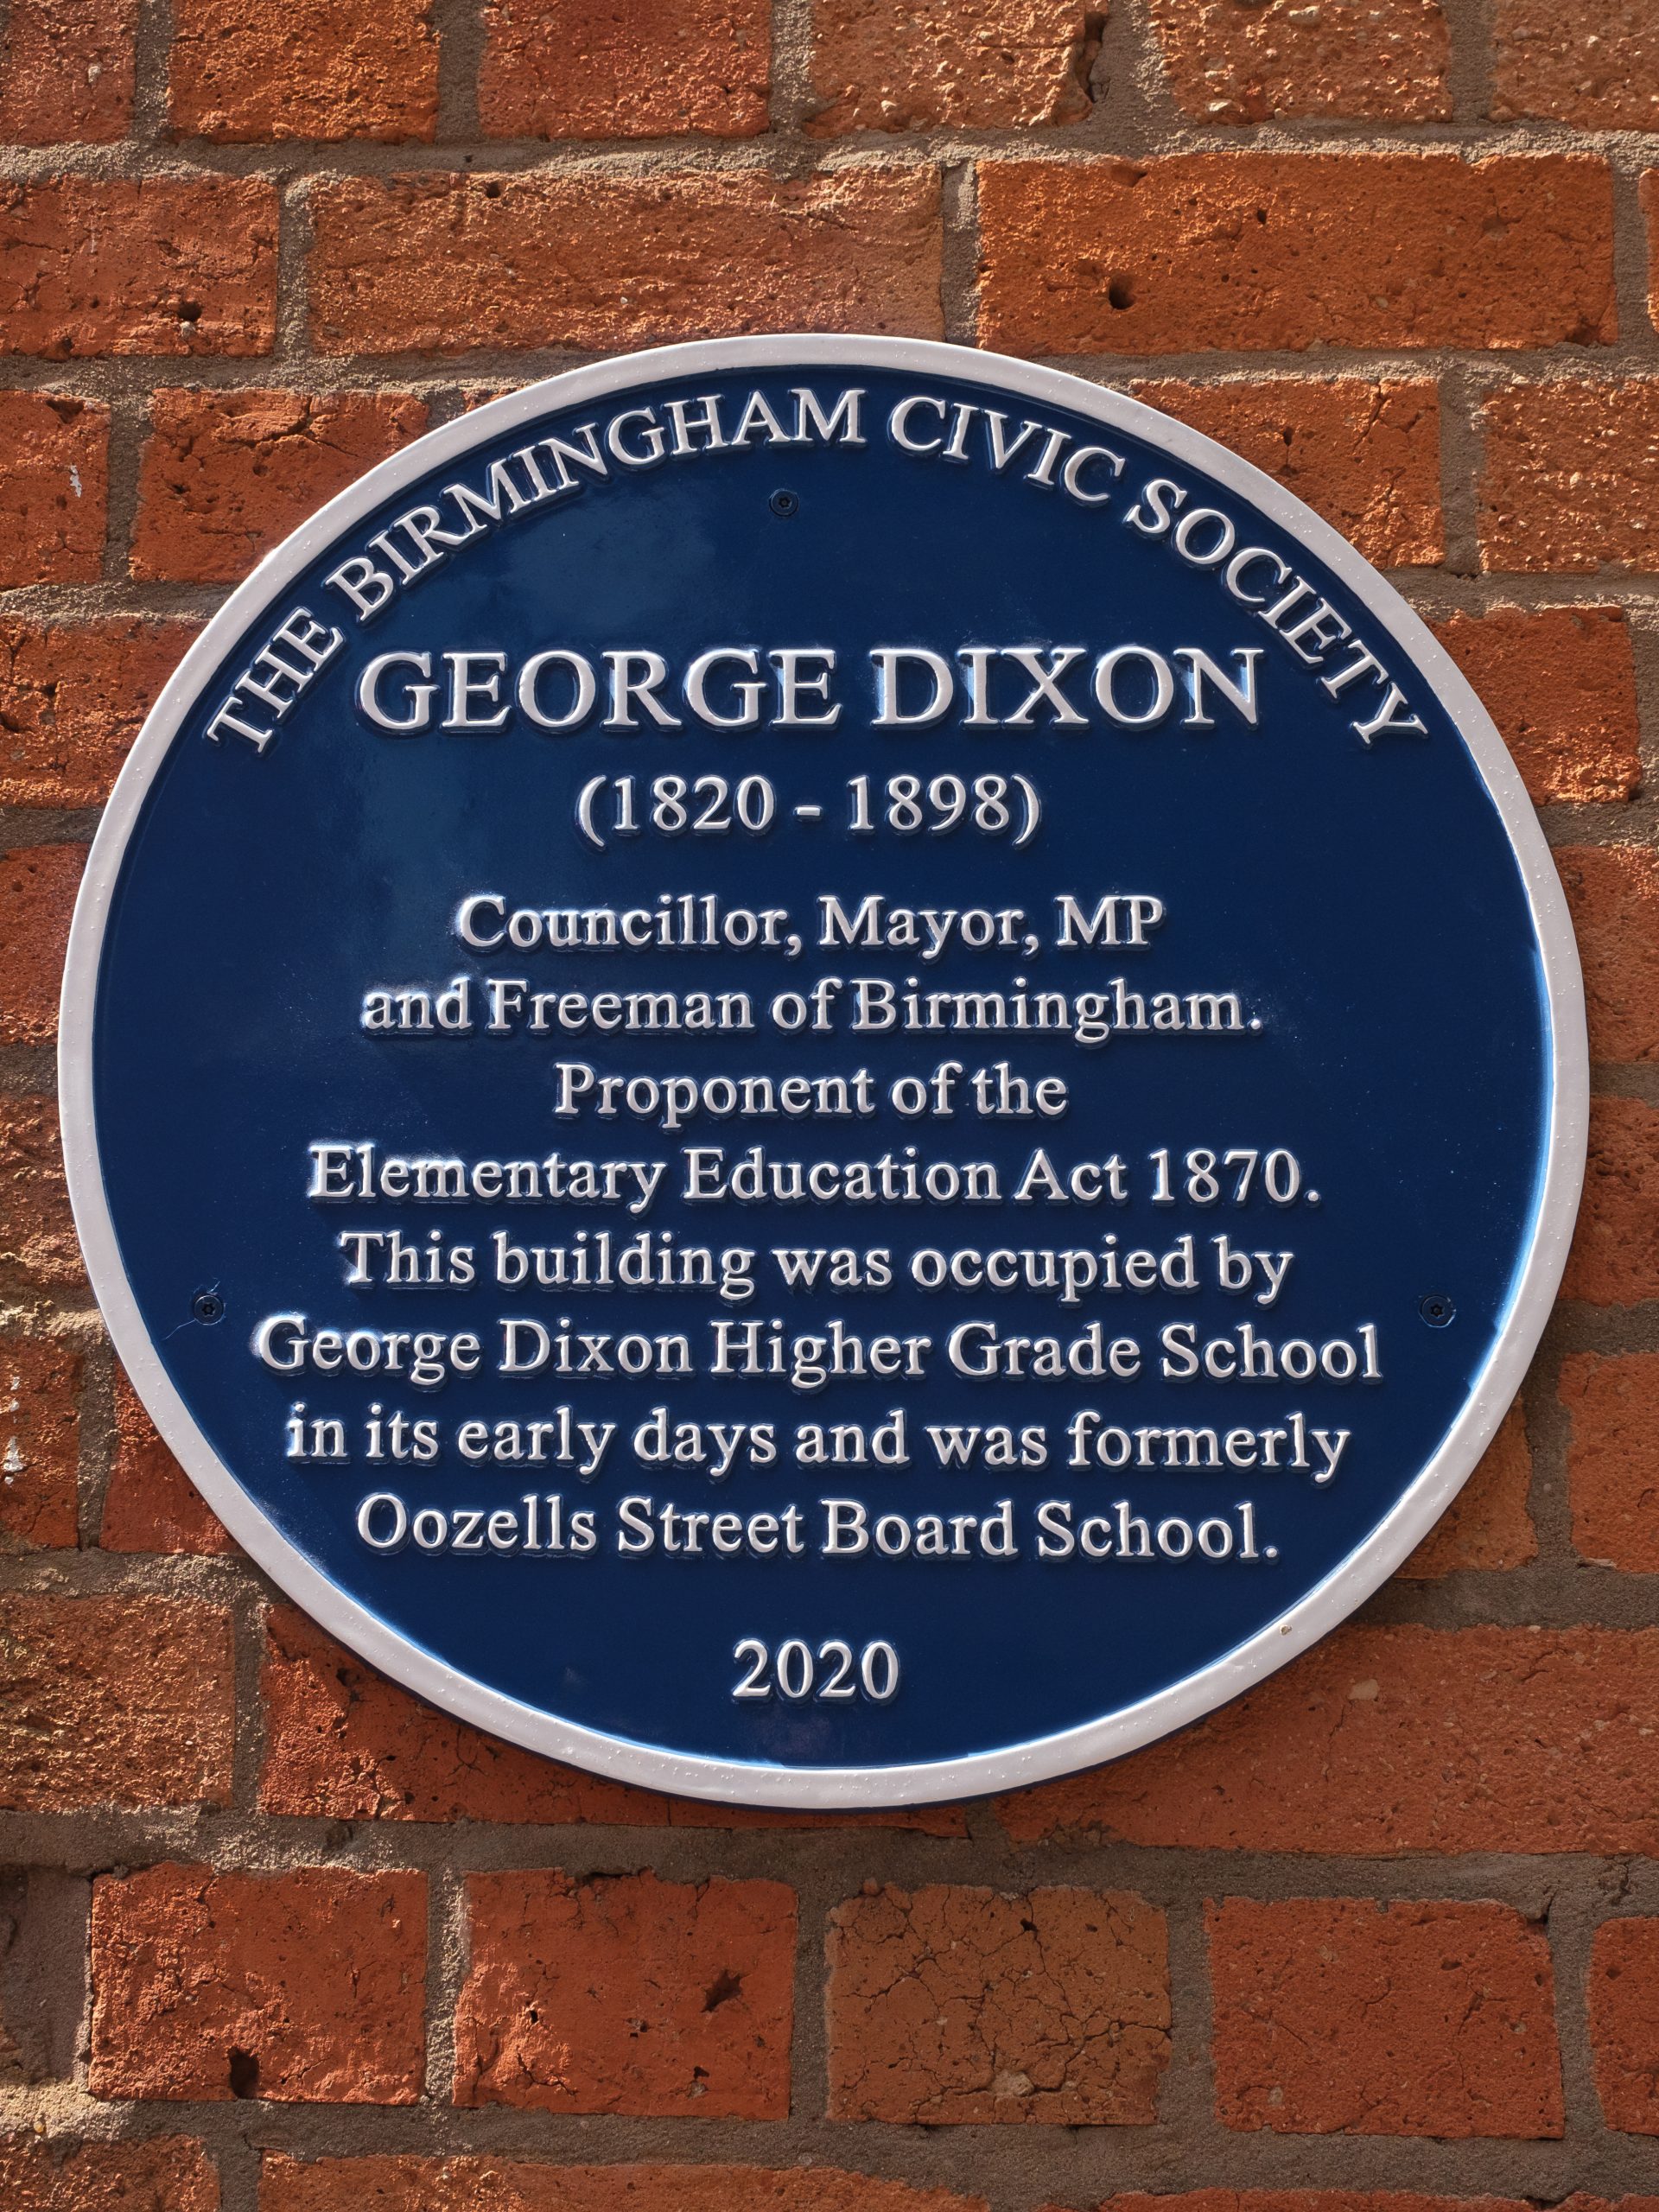 THE BIRMINGHAM CIVIC SOCIETY
GEORGE DIXON
(1820 - 1898)
Councillor, Mayor, MP
and Freeman of Birmingham.
Proponent of the
Elementary Education Act 1870.
This building was occupied by
George Dixon Higher Grade School
in its early days and was formerly
Oozells Street Board School.
2020